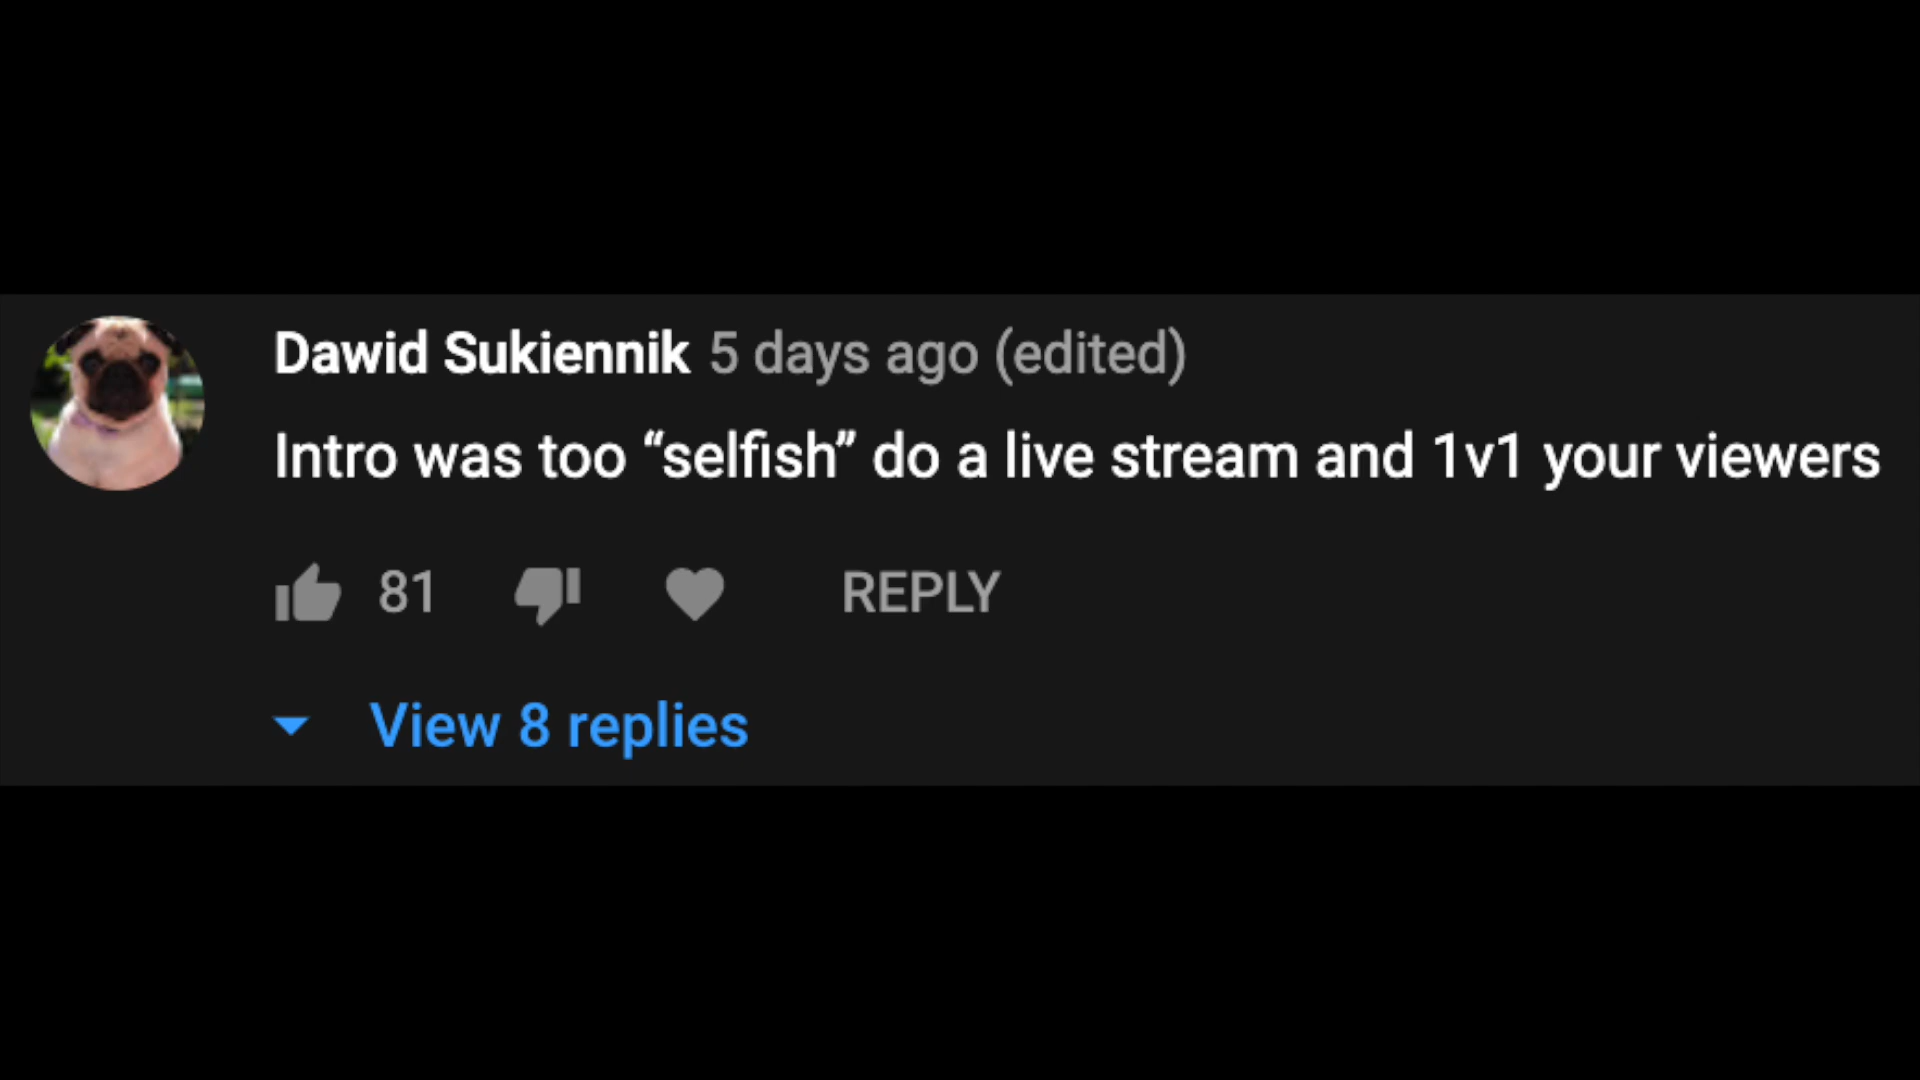 Dawid Sukiennik 5 days ago (edited)
Intro was too “selfish” do a live stream and 1v1 your viewers
81 REPLY
View 8 replies